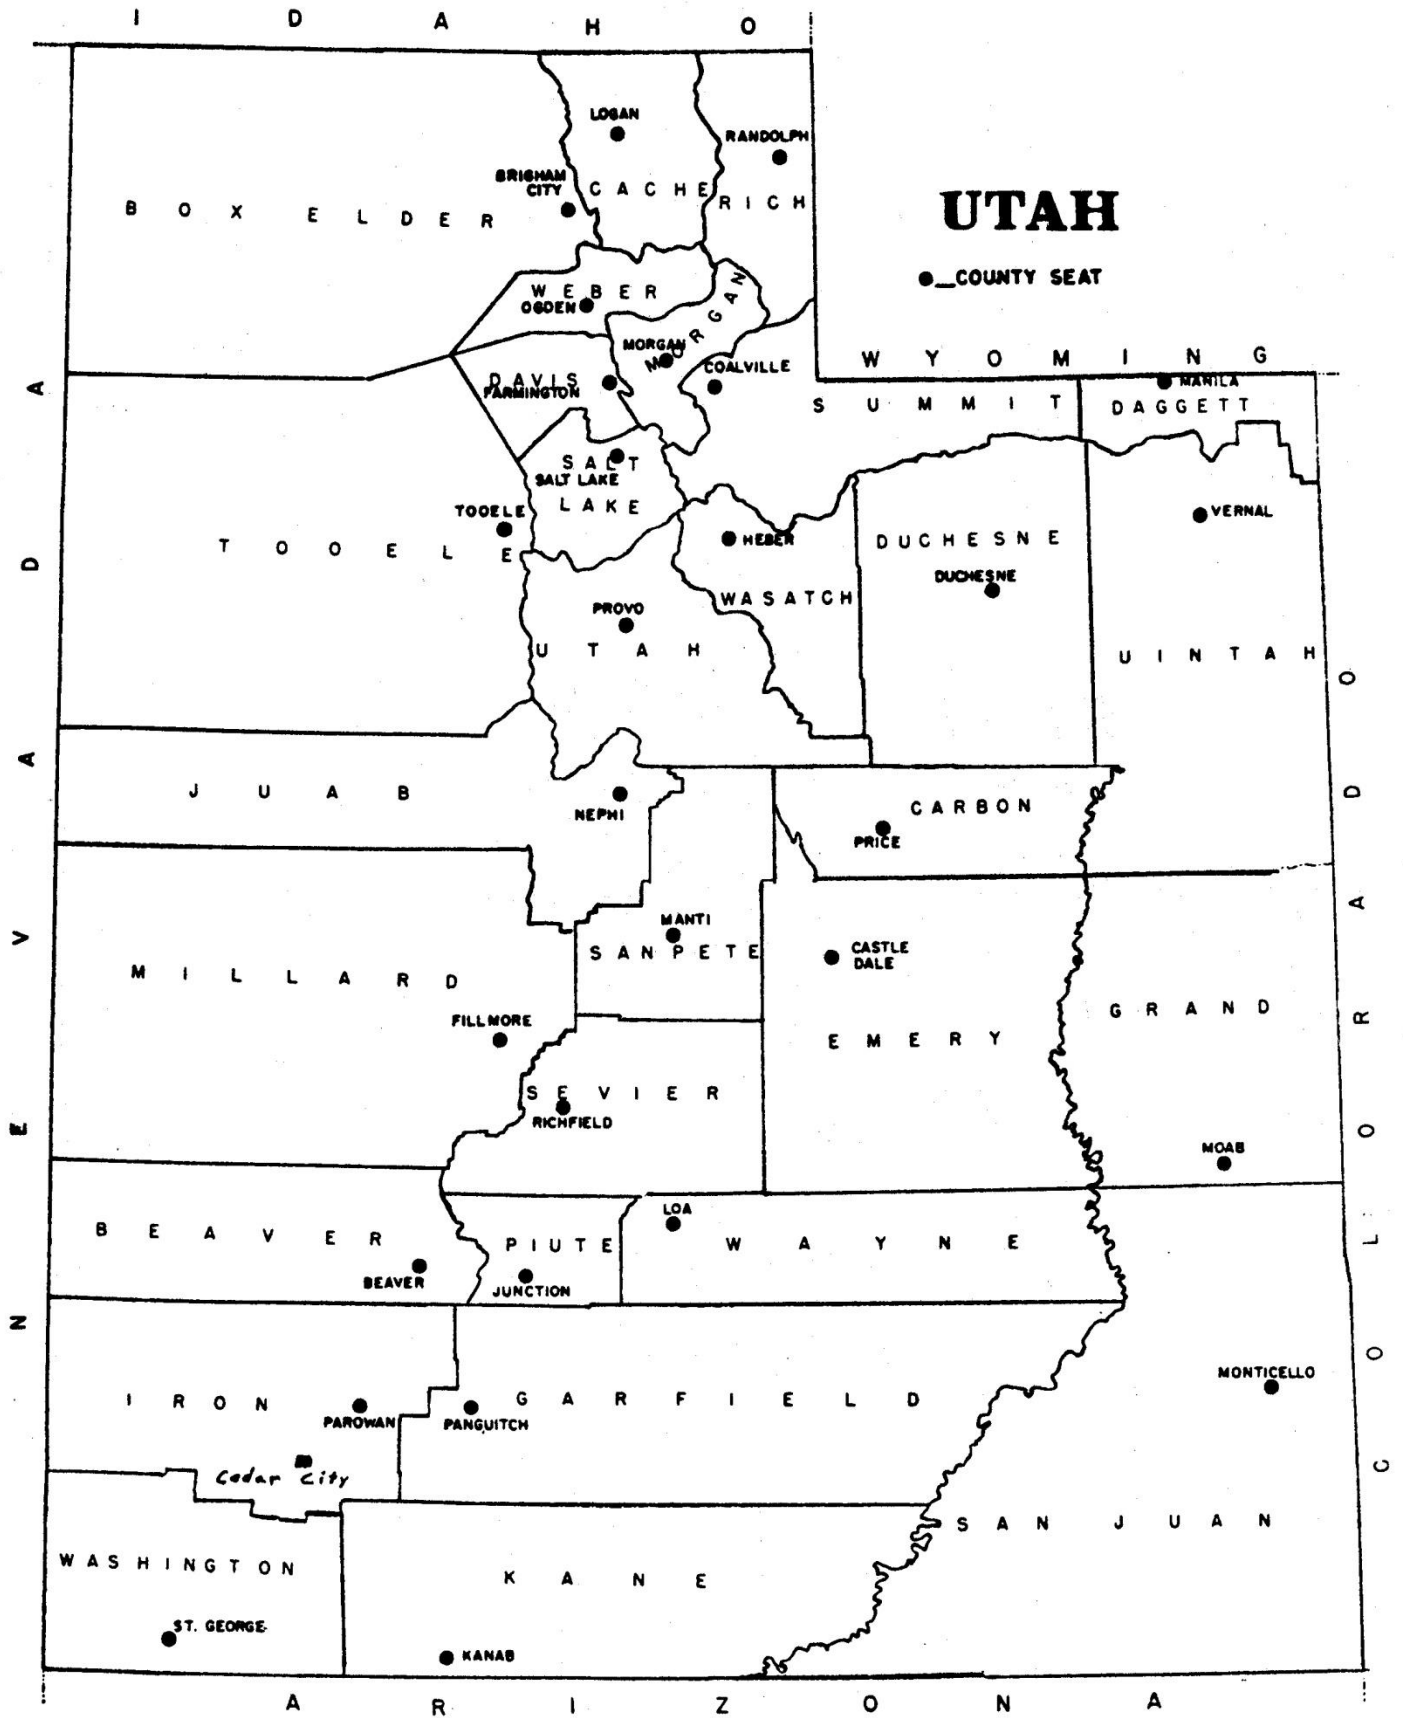 IDAHO
LOGAN
RANDOLPH
BRIGHAM
CITY
CACHE
RICH
BOX ELDER
UTAH
COUNTY SEAT
WEBER
OGDEN
MORGAN
MORGAN
COALVILLE
WYOMING
DAVIS
FARMINGTON
SUMMIT
MANILA
DAGGETT
SALT
SALT LAKE
LAKE
TOOELE
TOOELE
HEBER
WASATCH
DUCHESNE
DUCHESNE
VERNAL
UINTAH
PROVO
UTAH
JUAB
NEPHI
CARBON
PRICE
MANTI
SANPETE
CASTLE
DALE
MILLARD
FILLMORE
EMERY
GRAND
SEVIER
RICHFIELD
MOAB
BEAVER
BEAVER
PIUTE
JUNCTION
LOA
WAYNE
IRON
PAROWAN
PANGUITCH
GARFIELD
MONTICELLO
Cedar City
SAN JUAN
WASHINGTON
ST. GEORGE
KANE
KANAB
NEVADA
COLORADO
ARIZONA